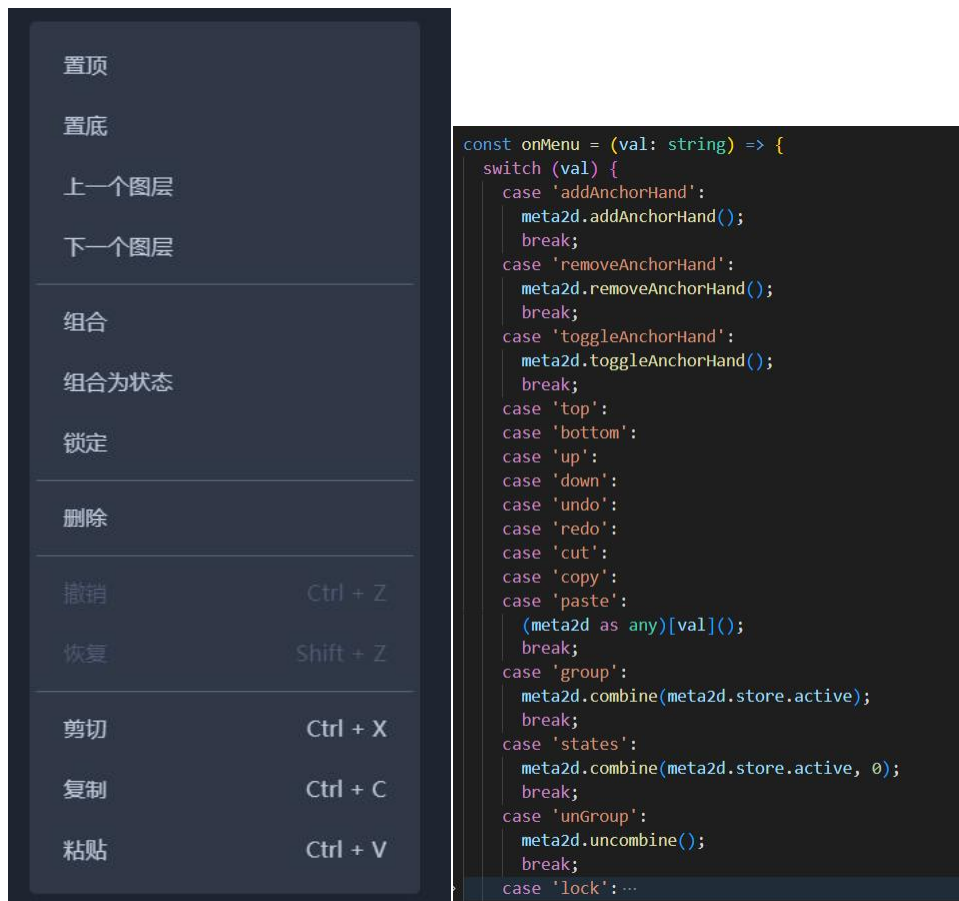 置顶
置底
上一个图层
下一个图层
组合
组合为状态
锁定
删除
撤销 Ctrl + Z
恢复 Shift + Z
剪切 Ctrl + X
复制 Ctrl + C
粘贴 Ctrl + V
const onMenu = (val: string) => {
switch (val) {
case 'addAnchorHand':
meta2d.addAnchorHand();
break;
case 'removeAnchorHand':
meta2d.removeAnchorHand();
break;
case 'toggleAnchorHand':
meta2d.toggleAnchorHand();
break;
case 'top':
case 'bottom':
case 'up':
case 'down':
case 'undo':
case 'redo':
case 'cut':
case 'copy':
case 'paste':
(meta2d as any)[val]();
break;
case 'group':
meta2d.combine(meta2d.store.active);
break;
case 'states':
meta2d.combine(meta2d.store.active, 0);
break;
case 'unGroup':
meta2d.uncombine();
break;
case 'lock':···